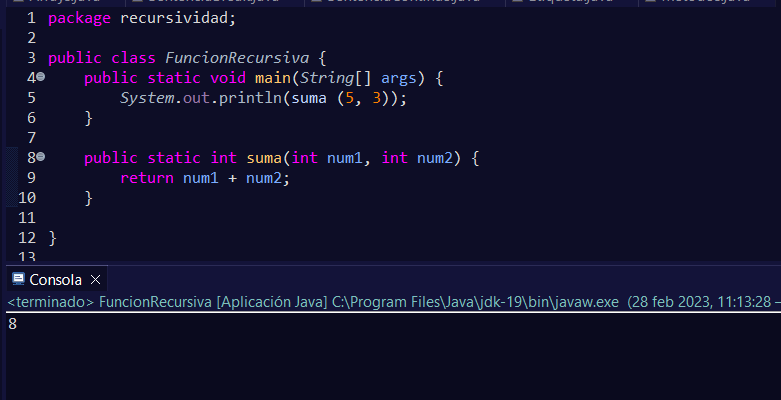 1 package recursividad;
2
3 public class FuncionRecursiva {
4 public static void main(String[] args) {
5 System.out.println(suma (5, 3));
6 }
7
8 public static int suma(int num1, int num2) {
9 return num1 + num2;
10 }
11
12 }
13
Consola
<terminado> FuncionRecursiva [Aplicación Java] C:\Program Files\Java\jdk-19\bin\javaw.exe (28 feb 2023, 11:13:28 –
8